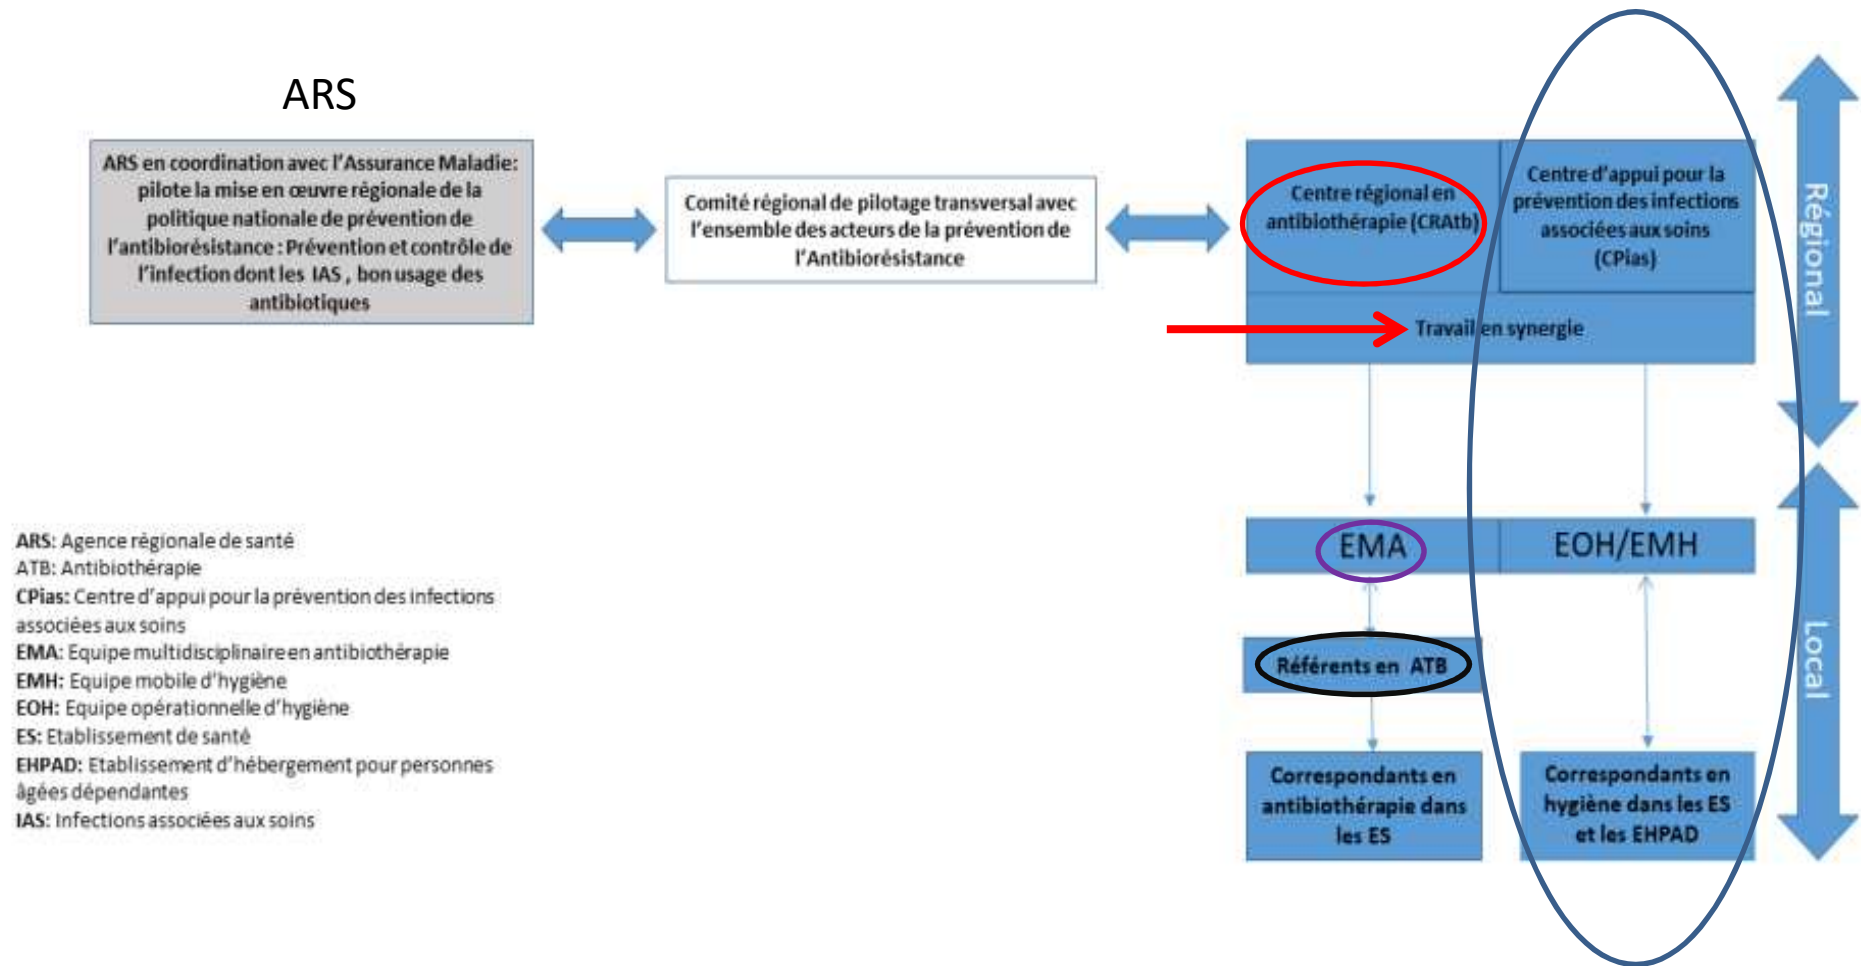 ARS
ARS en coordination avec l'Assurance Maladie:
pilote la mise en œuvre régionale de la
politique nationale de prévention de
l'antibiorésistance : Prévention et contrôle de
l'infection dont les IAS , bon usage des
antibiotiques
Comité régional de pilotage transversal avec
l'ensemble des acteurs de la prévention de
l'Antibiorésistance
Centre régional en
antibiothérapie (CRAtb)
Centre d'appui pour la
prévention des infections
associées aux soins
(CPias)
Travail en synergie
Régional
EMA
EOH/EMH
Référents en ATB
Correspondants en
antibiothérapie dans
les ES
Correspondants en
hygiène dans les ES
et les EHPAD
Local
ARS: Agence régionale de santé
ATB: Antibiothérapie
CPias: Centre d'appui pour la prévention des infections
associées aux soins
EMA: Equipe multidisciplinaire en antibiothérapie
EMH: Equipe mobile d'hygiène
EOH: Equipe opérationnelle d'hygiène
ES: Etablissement de santé
EHPAD: Etablissement d'hébergement pour personnes
âgées dépendantes
IAS: Infections associées aux soins